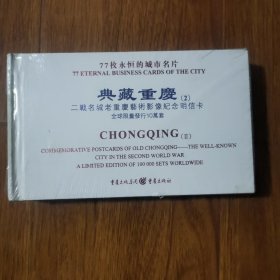 77枚永恒的城市名片
77 ETERNAL BUSINESS CARDS OF THE CITY
典藏重慶(2)
二戰名城老重慶藝術影像紀念明信卡
全球限量發行10萬套
CHONGQING(Ⅱ)
COMMEMORATIVE POSTCARDS OF OLD CHONGQING——THE WELL-KNOWN
CITY IN THE SECOND WORLD WAR
A LIMITED EDITION OF 100 000 SETS WORLDWIDE
重慶出版集團 重慶出版社